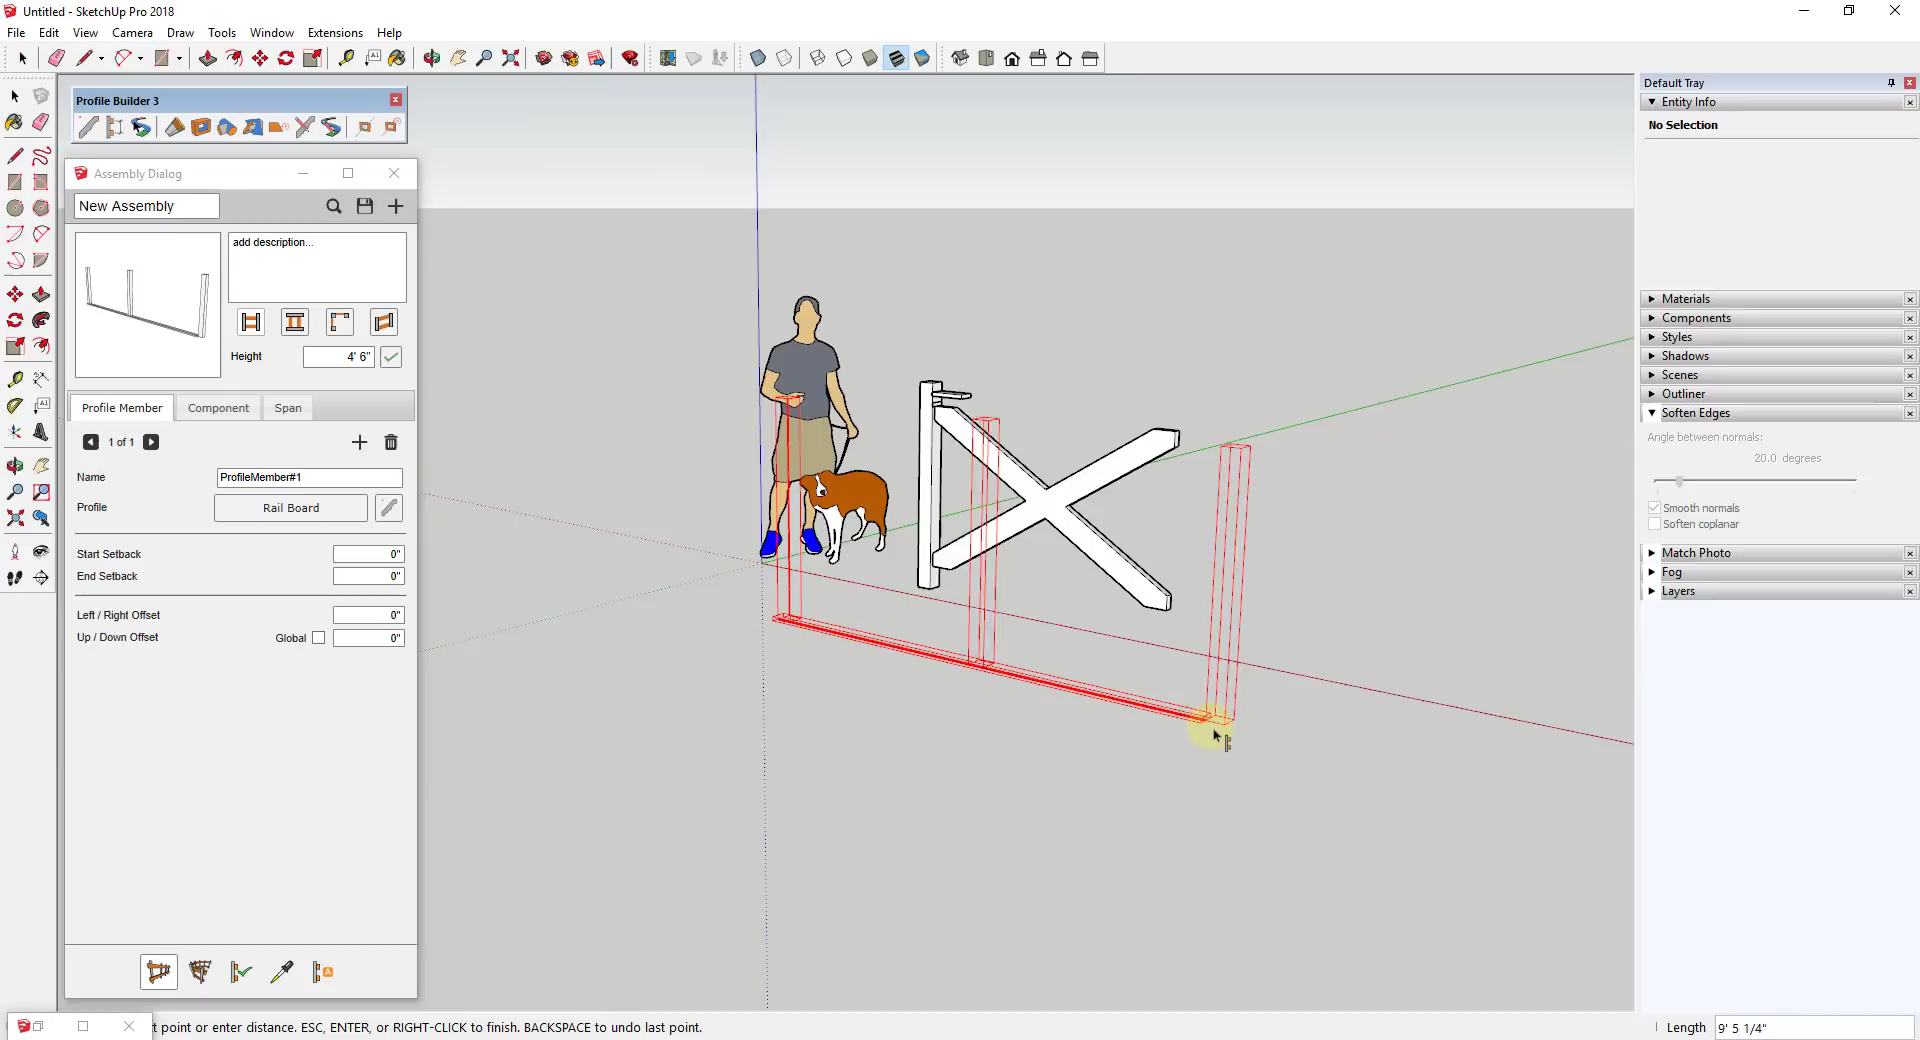 Untitled - SketchUp Pro 2018
File Edit View Camera Draw Tools Window Extensions Help
Profile Builder 3
Assembly Dialog
New Assembly
add description...
Height 4' 6"
Profile Member Component Span
1 of 1
Name ProfileMember#1
Profile Rail Board
Start Setback 0"
End Setback 0"
Left / Right Offset 0"
Up / Down Offset Global 0"
Default Tray
Entity Info
No Selection
Materials
Components
Styles
Shadows
Scenes
Outliner
Soften Edges
Angle between normals:
20.0 degrees
Smooth normals
Soften coplanar
Match Photo
Fog
Layers
t point or enter distance. ESC, ENTER, or RIGHT-CLICK to finish. BACKSPACE to undo last point.
Length 9' 5 1/4"